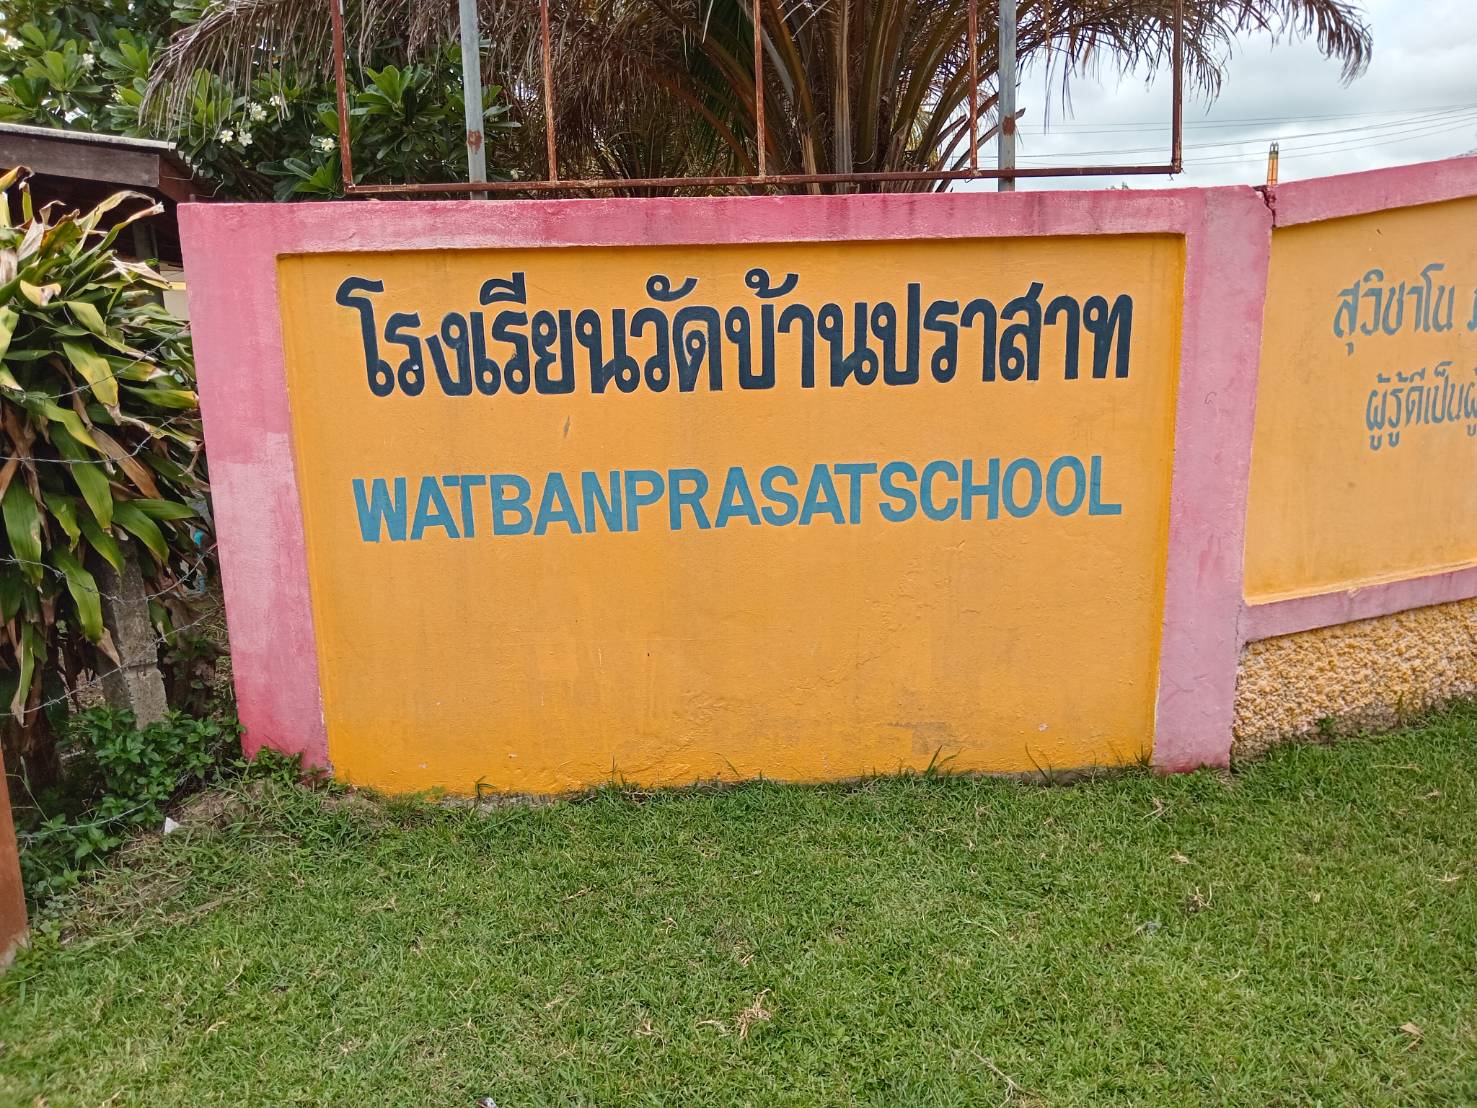 โรงเรียนวัดบ้านปราสาท
WATBANPRASATSCHOOL
สุวิชาโน
ผู้รู้ดีเป็นผู้